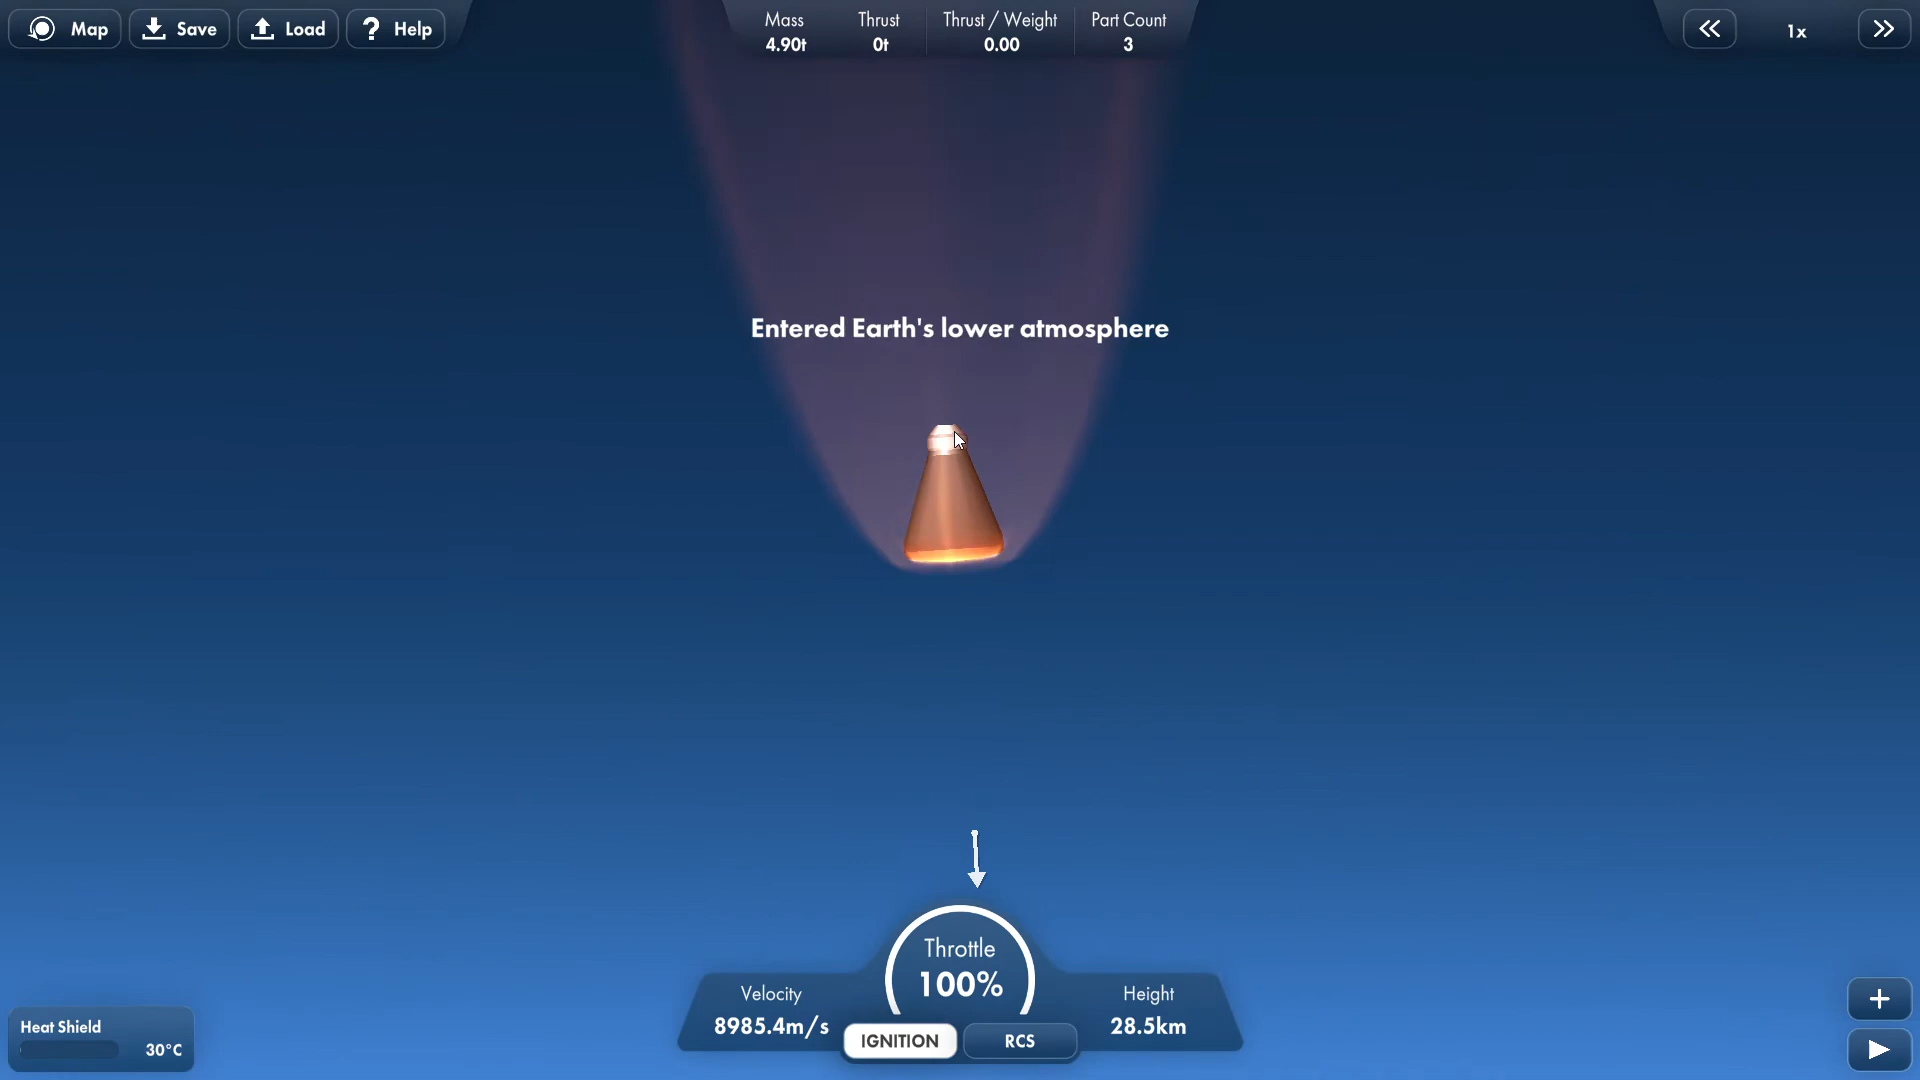 Map
Save
Load
? Help
Mass
4.90t
Thrust
0t
Thrust / Weight
0.00
Part Count
3
1x
Entered Earth's lower atmosphere
Throttle
100%
Velocity
8985.4m/s
Height
28.5km
IGNITION
RCS
Heat Shield
30°C